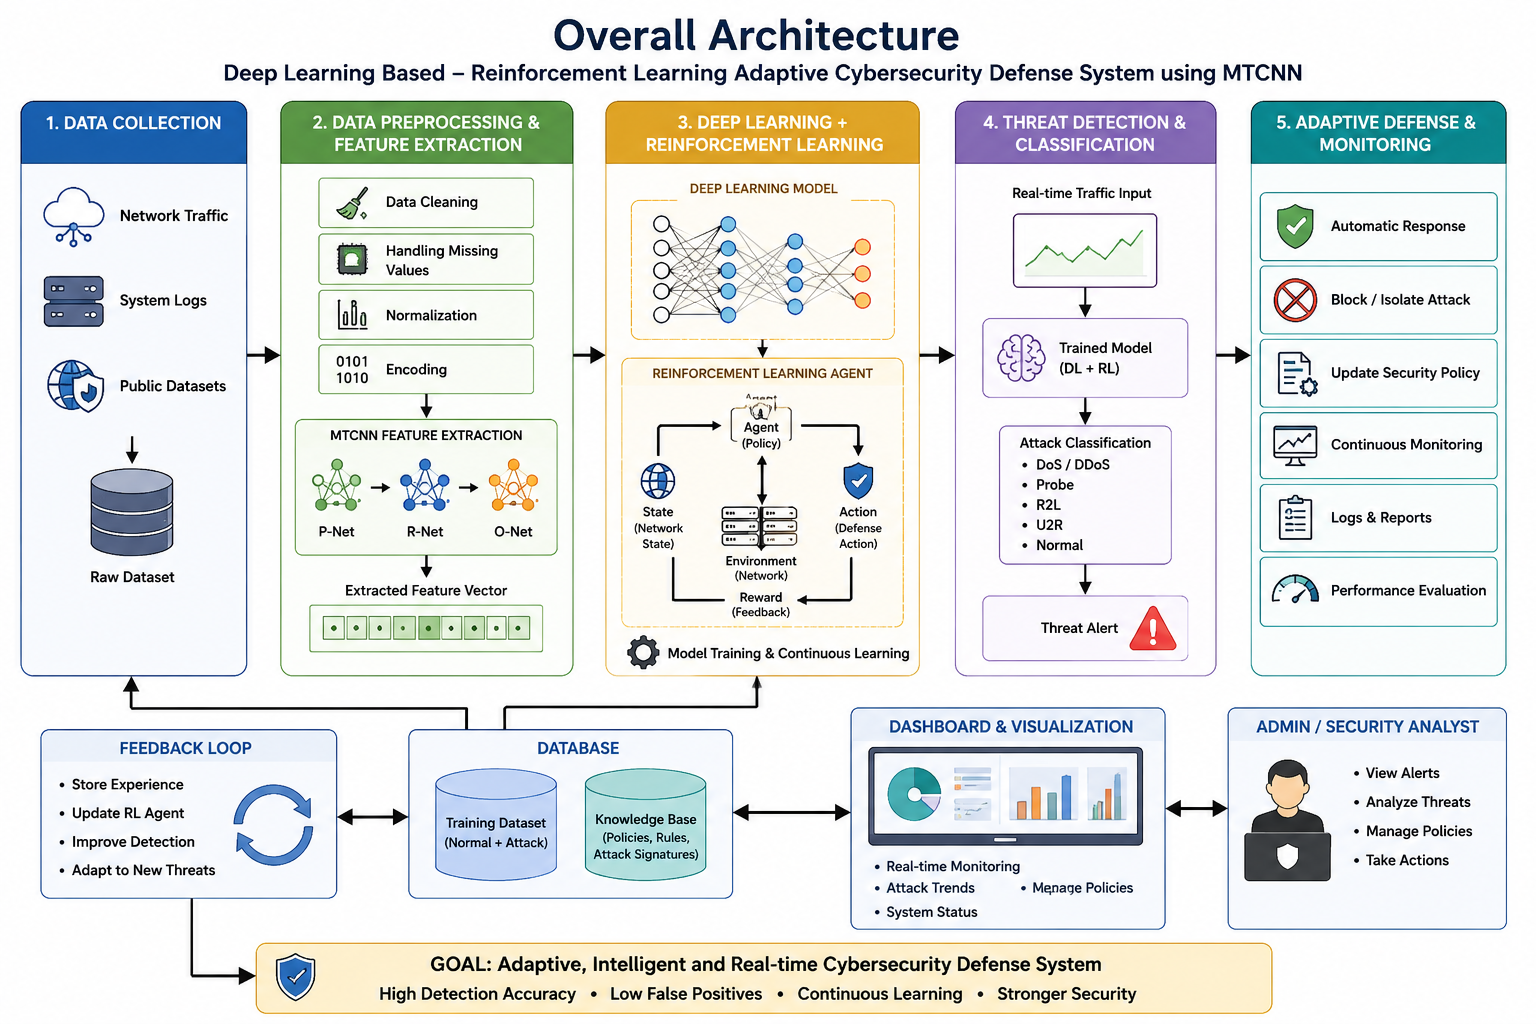 Overall Architecture
Deep Learning Based – Reinforcement Learning Adaptive Cybersecurity Defense System using MTCNN
1. DATA COLLECTION
Network Traffic
System Logs
Public Datasets
Raw Dataset
2. DATA PREPROCESSING &
FEATURE EXTRACTION
Data Cleaning
Handling Missing
Values
Normalization
0101
1010
Encoding
MTCNN FEATURE EXTRACTION
P-Net
R-Net
O-Net
Extracted Feature Vector
3. DEEP LEARNING +
REINFORCEMENT LEARNING
DEEP LEARNING MODEL
REINFORCEMENT LEARNING AGENT
Agent
(Policy)
State
(Network
State)
Action
(Defense
Action)
Environment
(Network)
Reward
(Feedback)
Model Training & Continuous Learning
4. THREAT DETECTION &
CLASSIFICATION
Real-time Traffic Input
Trained Model
(DL + RL)
Attack Classification
• DoS / DDoS
• Probe
• R2L
• U2R
• Normal
Threat Alert
5. ADAPTIVE DEFENSE &
MONITORING
Automatic Response
Block / Isolate Attack
Update Security Policy
Continuous Monitoring
Logs & Reports
Performance Evaluation
FEEDBACK LOOP
• Store Experience
• Update RL Agent
• Improve Detection
• Adapt to New Threats
DATABASE
Training Dataset
(Normal + Attack)
Knowledge Base
(Policies, Rules,
Attack Signatures)
DASHBOARD & VISUALIZATION
• Real-time Monitoring
• Attack Trends
• Manage Policies
• System Status
ADMIN / SECURITY ANALYST
• View Alerts
• Analyze Threats
• Manage Policies
• Take Actions
GOAL: Adaptive, Intelligent and Real-time Cybersecurity Defense System
High Detection Accuracy • Low False Positives • Continuous Learning • Stronger Security